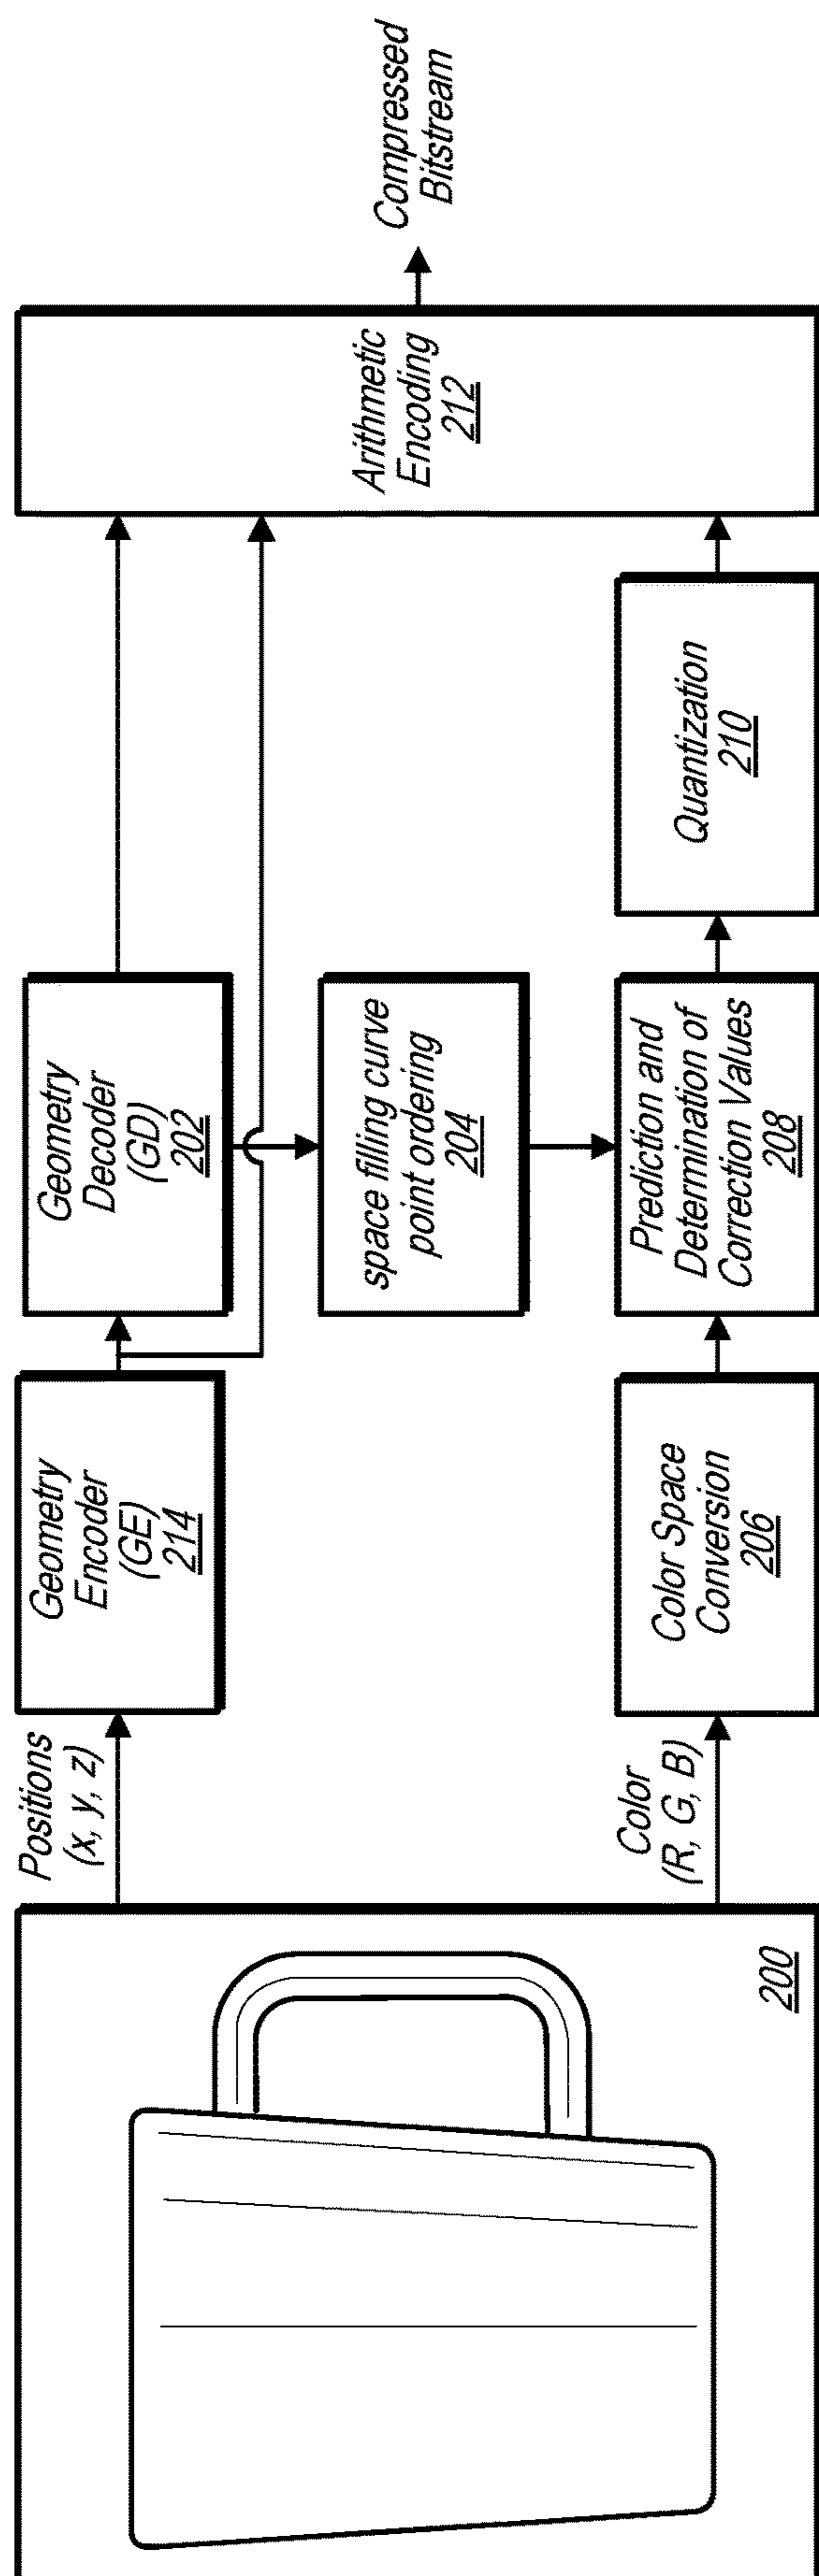 200
Positions
(x, y, z)
Color
(R, G, B)
Geometry
Encoder
(GE)
214
Color Space
Conversion
206
Geometry
Decoder
(GD)
202
space filling curve
point ordering
204
Prediction and
Determination of
Correction Values
208
Quantization
210
Arithmetic
Encoding
212
Compressed
Bitstream